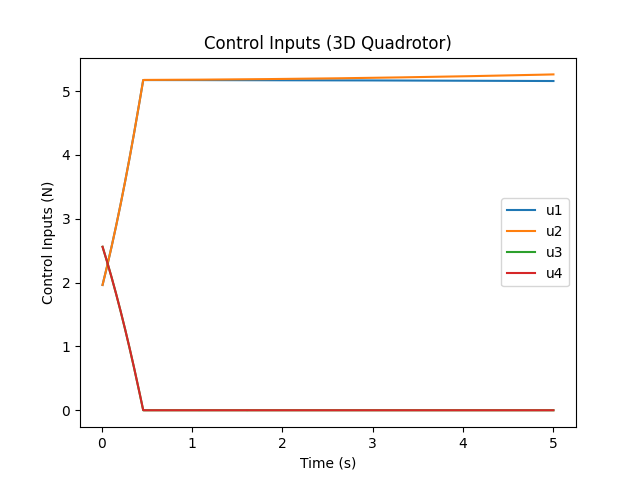 Control Inputs (3D Quadrotor)
Control Inputs (N)
5
4
3
2
1
0
u1
u2
u3
u4
0 1 2 3 4 5
Time (s)